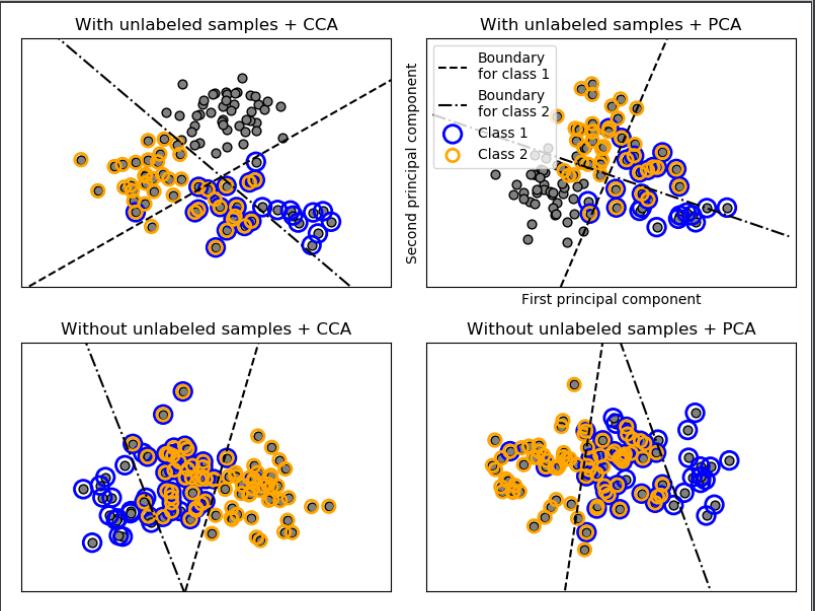 With unlabeled samples + CCA
With unlabeled samples + PCA
Second principal component
Boundary
for class 1
Boundary
for class 2
Class 1
Class 2
First principal component
Without unlabeled samples + CCA
Without unlabeled samples + PCA